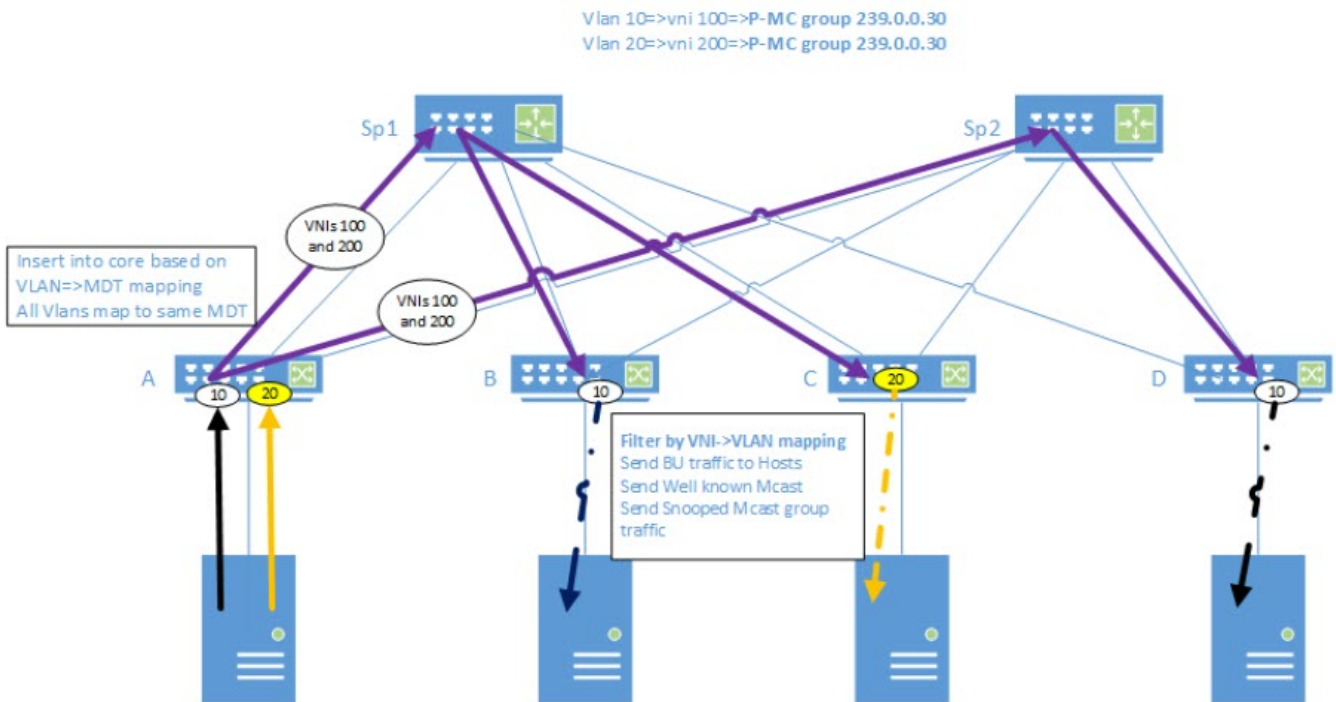 Vlan 10=>vni 100=>P-MC group 239.0.0.30
Vlan 20=>vni 200=>P-MC group 239.0.0.30
Sp1
Sp2
VNIs 100
and 200
Insert into core based on
VLAN=>MDT mapping
All Vlans map to same MDT
VNIs 100
and 200
A
B
C
D
10
20
10
20
10
Filter by VNI->VLAN mapping
Send BU traffic to Hosts
Send Well known Mcast
Send Snooped Mcast group
traffic